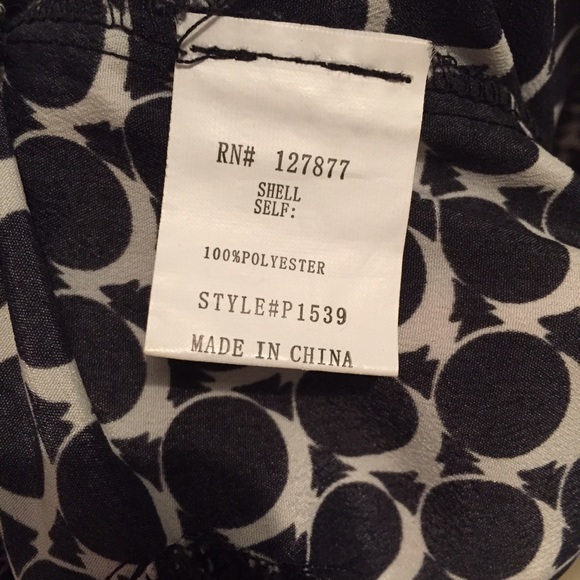 RN# 127877
SHELL
SELF:
100%POLYESTER
STYLE#P1539
MADE IN CHINA